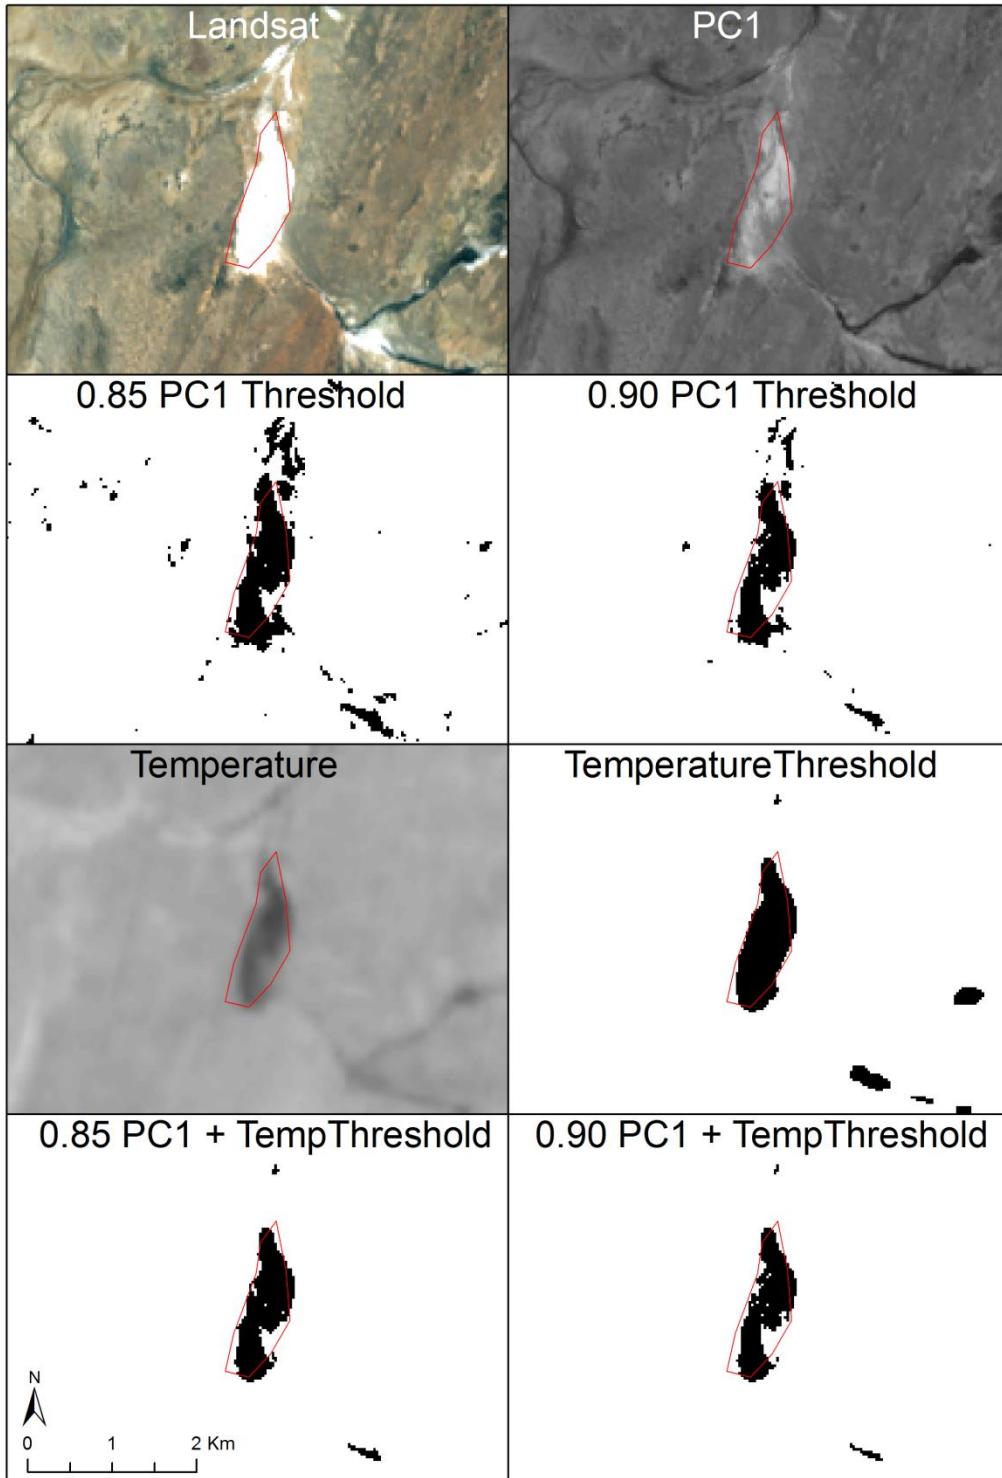 Landsat
PC1
0.85 PC1 Threshold
0.90 PC1 Threshold
Temperature
TemperatureThreshold
0.85 PC1 + TempThreshold
0.90 PC1 + TempThreshold
N
0 1 2 Km